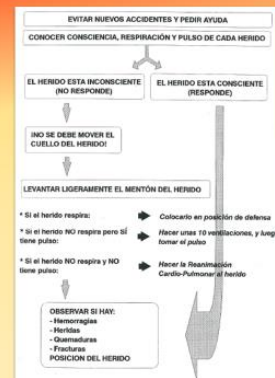 EVITAR NUEVOS ACCIDENTES Y PEDIR AYUDA
CONOCER CONSCIENCIA, RESPIRACIÓN Y PULSO DE CADA HERIDO
EL HERIDO ESTA INCONSCIENTE
(NO RESPONDE)
EL HERIDO ESTA CONSCIENTE
(RESPONDE)
¡NO SE DEBE MOVER EL
CUELLO DEL HERIDO!
LEVANTAR LIGERAMENTE EL MENTÓN DEL HERIDO
* Si el herido respira:
Colocarlo en posición de defensa
* Si el herido NO respira pero SÍ
tiene pulso:
Hacer unas 10 ventilaciones, y lueg
tomar el pulso
* Si el herido NO respira y NO
tiene pulso:
Hacer la Reanimación
Cardio-Pulmonar al herido
OBSERVAR SI HAY:
- Hemorragias
- Heridas
- Quemaduras
- Fracturas
POSICION DEL HERIDO